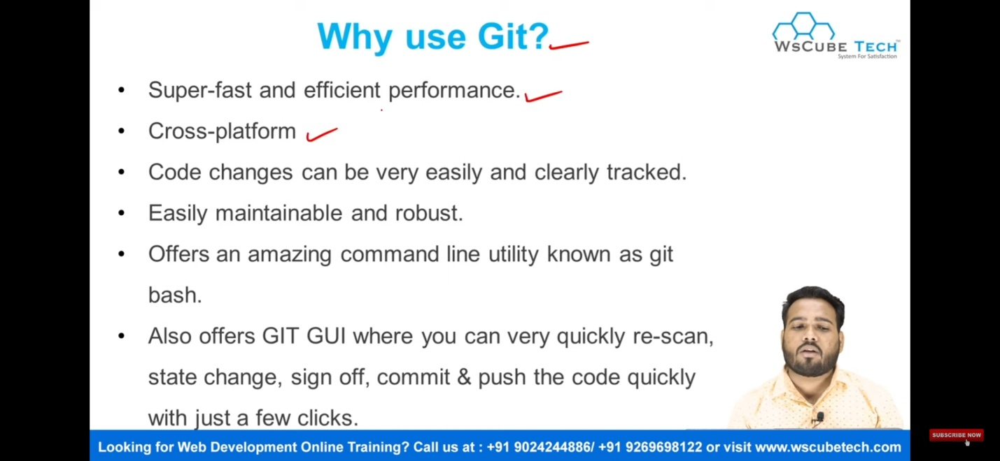 Why use Git?
WsCube Tech
System For Satisfaction
• Super-fast and efficient performance.
• Cross-platform
• Code changes can be very easily and clearly tracked.
• Easily maintainable and robust.
• Offers an amazing command line utility known as git
bash.
• Also offers GIT GUI where you can very quickly re-scan,
state change, sign off, commit & push the code quickly
with just a few clicks.
Looking for Web Development Online Training? Call us at : +91 9024244886/ +91 9269698122 or visit www.wscubetech.com
SUBSCRIBE NOW